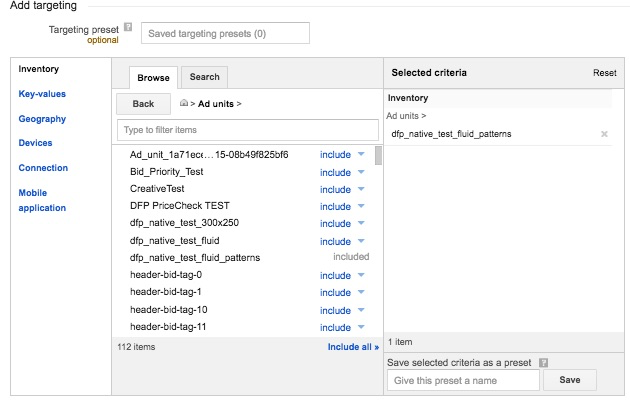 Add targeting
Targeting preset ?
optional
Saved targeting presets (0)
Inventory
Key-values
Geography
Devices
Connection
Mobile
application
Browse
Search
Back
> Ad units >
Type to filter items
Ad_unit_1a71ece... 15-08b49f825bf6 include
Bid_Priority_Test include
CreativeTest include
DFP PriceCheck TEST include
dfp_native_test_300x250 include
dfp_native_test_fluid include
dfp_native_test_fluid_patterns included
header-bid-tag-0 include
header-bid-tag-1 include
header-bid-tag-10 include
header-bid-tag-11 include
112 items Include all »
Selected criteria Reset
Inventory
Ad units >
dfp_native_test_fluid_patterns ×
1 item
Save selected criteria as a preset ?
Give this preset a name
Save